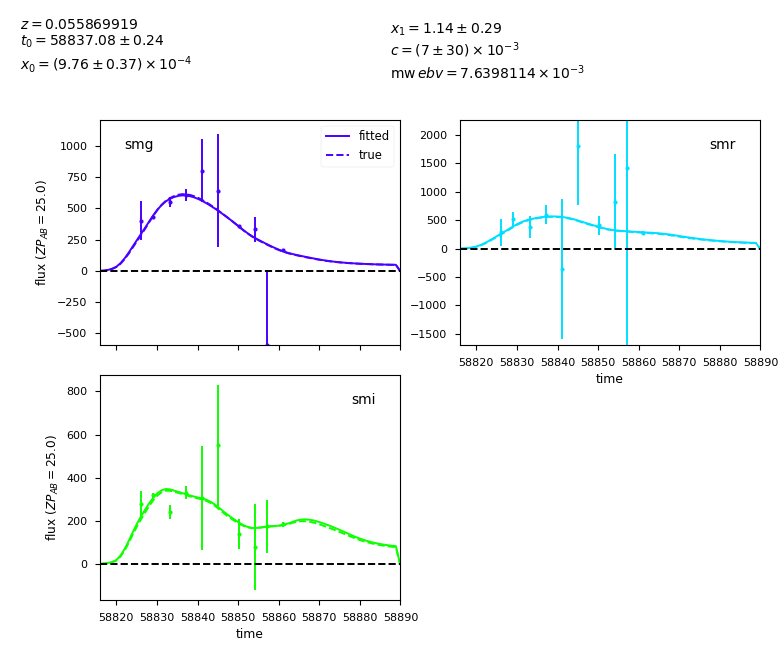 z = 0.055869919
t₀ = 58837.08 ± 0.24
x₀ = (9.76 ± 0.37) × 10⁻⁴
x₁ = 1.14 ± 0.29
c = (7 ± 30) × 10⁻³
mw ebv = 7.6398114 × 10⁻³
smg
fitted
true
1000
750
500
250
0
−250
−500
flux (ZP_AB = 25.0)
smr
2000
1500
1000
500
0
−500
−1000
−1500
58820 58830 58840 58850 58860 58870 58880 58890
time
smi
800
600
400
200
0
flux (ZP_AB = 25.0)
58820 58830 58840 58850 58860 58870 58880 58890
time